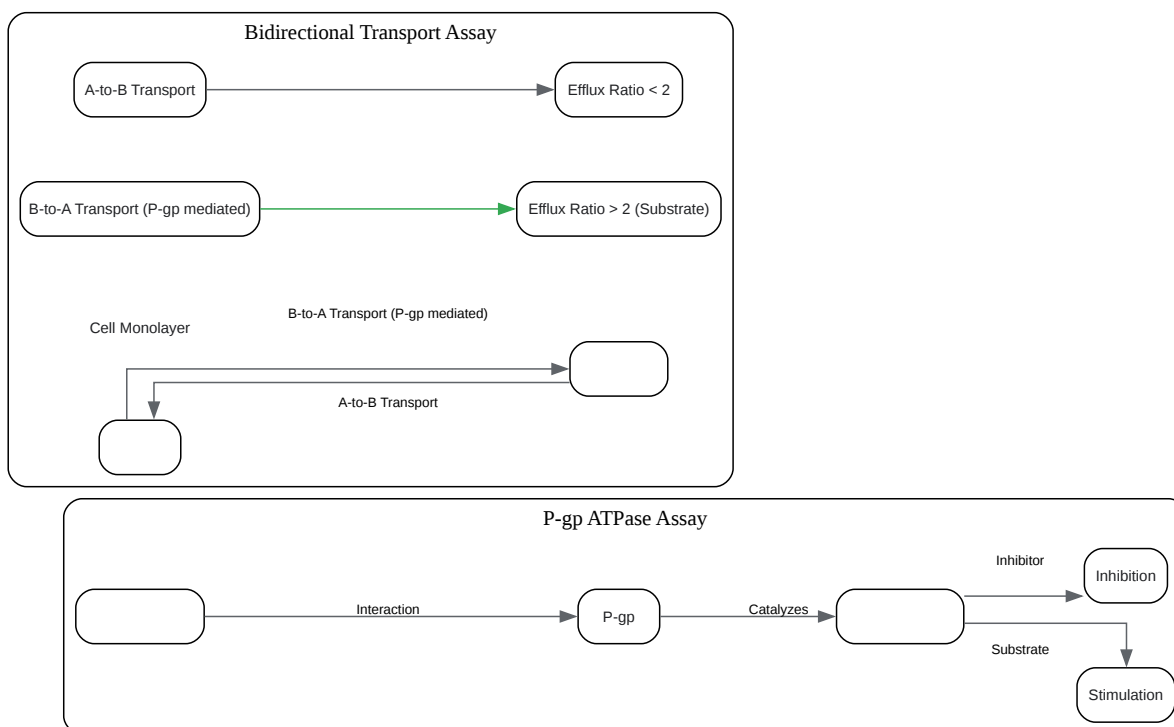 Bidirectional Transport Assay
A-to-B Transport
Efflux Ratio < 2
B-to-A Transport (P-gp mediated)
Efflux Ratio > 2 (Substrate)
B-to-A Transport (P-gp mediated)
Cell Monolayer
A-to-B Transport
P-gp ATPase Assay
Inhibitor
Inhibition
Interaction
P-gp
Catalyzes
Substrate
Stimulation